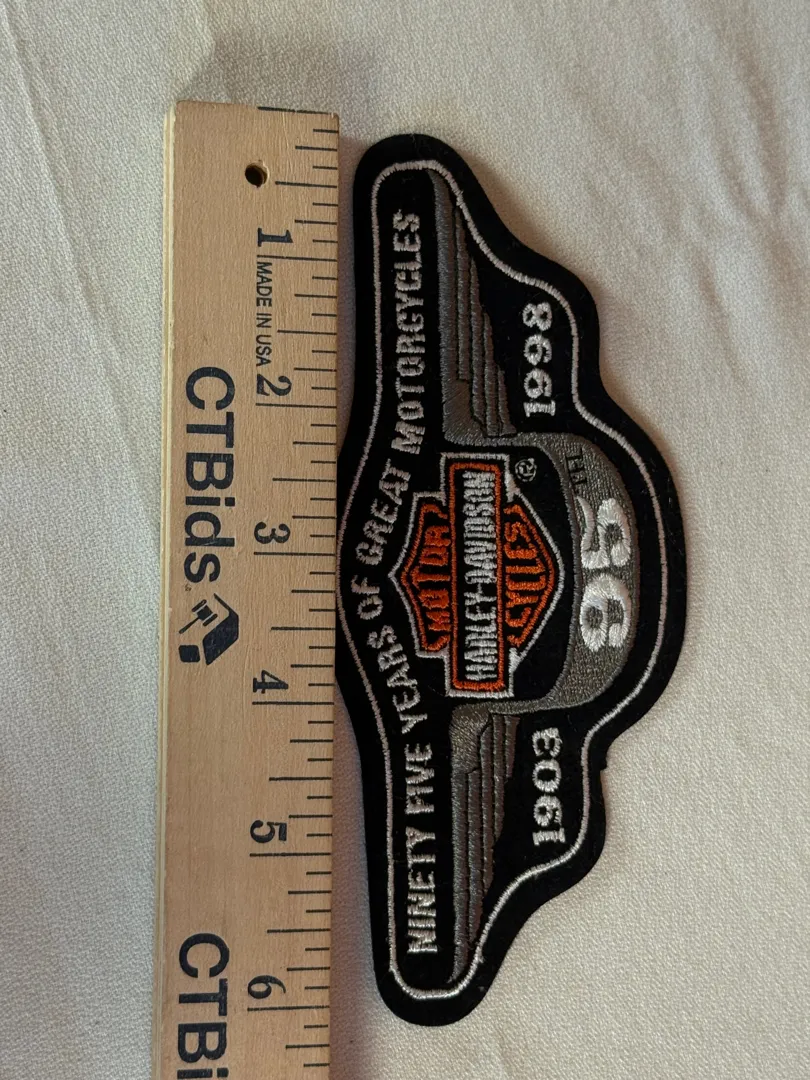 1
MADE IN USA
2
3
4
5
6
CTBids
CTBi
1903
THE
95
1998
®
MOTOR
HARLEY-DAVIDSON
CYCLES
NINETY FIVE YEARS OF GREAT MOTORCYCLES